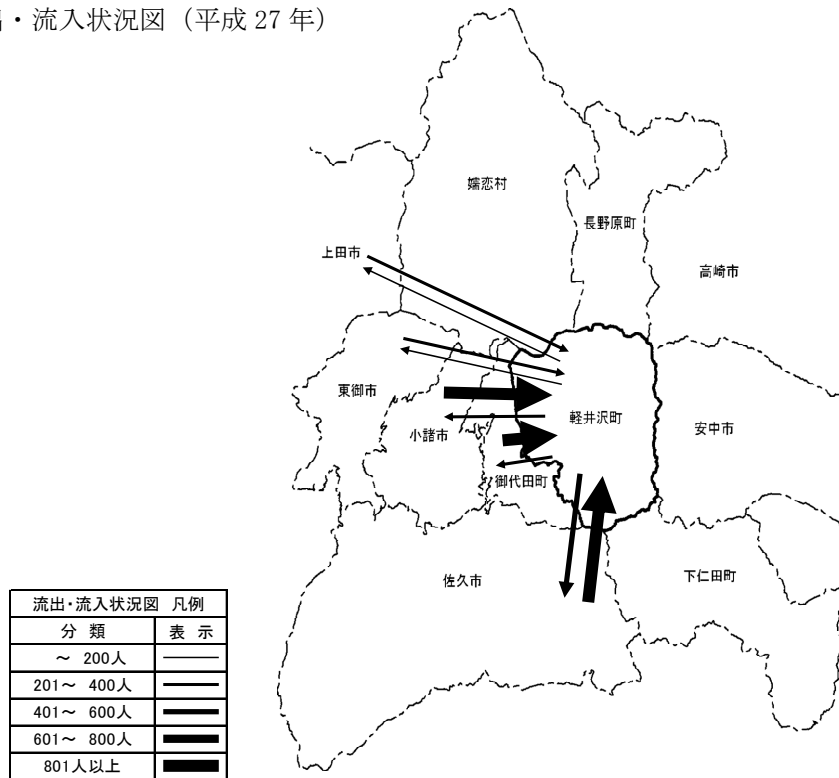 ・流入状況図（平成 27 年）
嬬恋村
長野原町
上田市
高崎市
東御市
軽井沢町
小諸市
安中市
御代田町
佐久市
下仁田町
流出・流入状況図 凡例
分 類 表 示
～ 200人
201～ 400人
401～ 600人
601～ 800人
801人以上